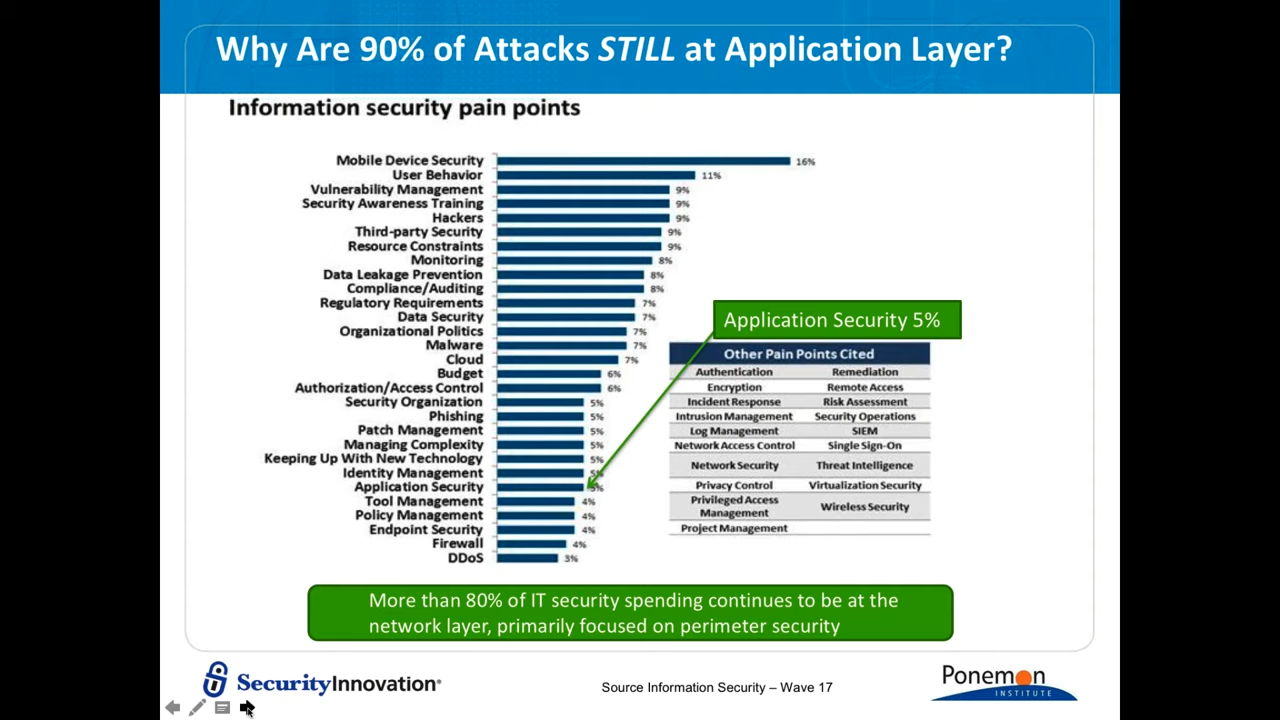 Why Are 90% of Attacks STILL at Application Layer?
Information security pain points
Mobile Device Security 16%
User Behavior 11%
Vulnerability Management 9%
Security Awareness Training 9%
Hackers 9%
Third-party Security 9%
Resource Constraints 9%
Monitoring 8%
Data Leakage Prevention 8%
Compliance/Auditing 8%
Regulatory Requirements 7%
Data Security 7%
Organizational Politics 7%
Malware 7%
Cloud 7%
Budget 6%
Authorization/Access Control 6%
Security Organization 5%
Phishing 5%
Patch Management 5%
Managing Complexity 5%
Keeping Up With New Technology 5%
Identity Management 5%
Application Security 5%
Tool Management 4%
Policy Management 4%
Endpoint Security 4%
Firewall 4%
DDoS 3%
Application Security 5%
Other Pain Points Cited
Authentication Remediation
Encryption Remote Access
Incident Response Risk Assessment
Intrusion Management Security Operations
Log Management SIEM
Network Access Control Single Sign-On
Network Security Threat Intelligence
Privacy Control Virtualization Security
Privileged Access
Management Wireless Security
Project Management
More than 80% of IT security spending continues to be at the
network layer, primarily focused on perimeter security
SecurityInnovation®
Source Information Security – Wave 17
Ponemon
INSTITUTE